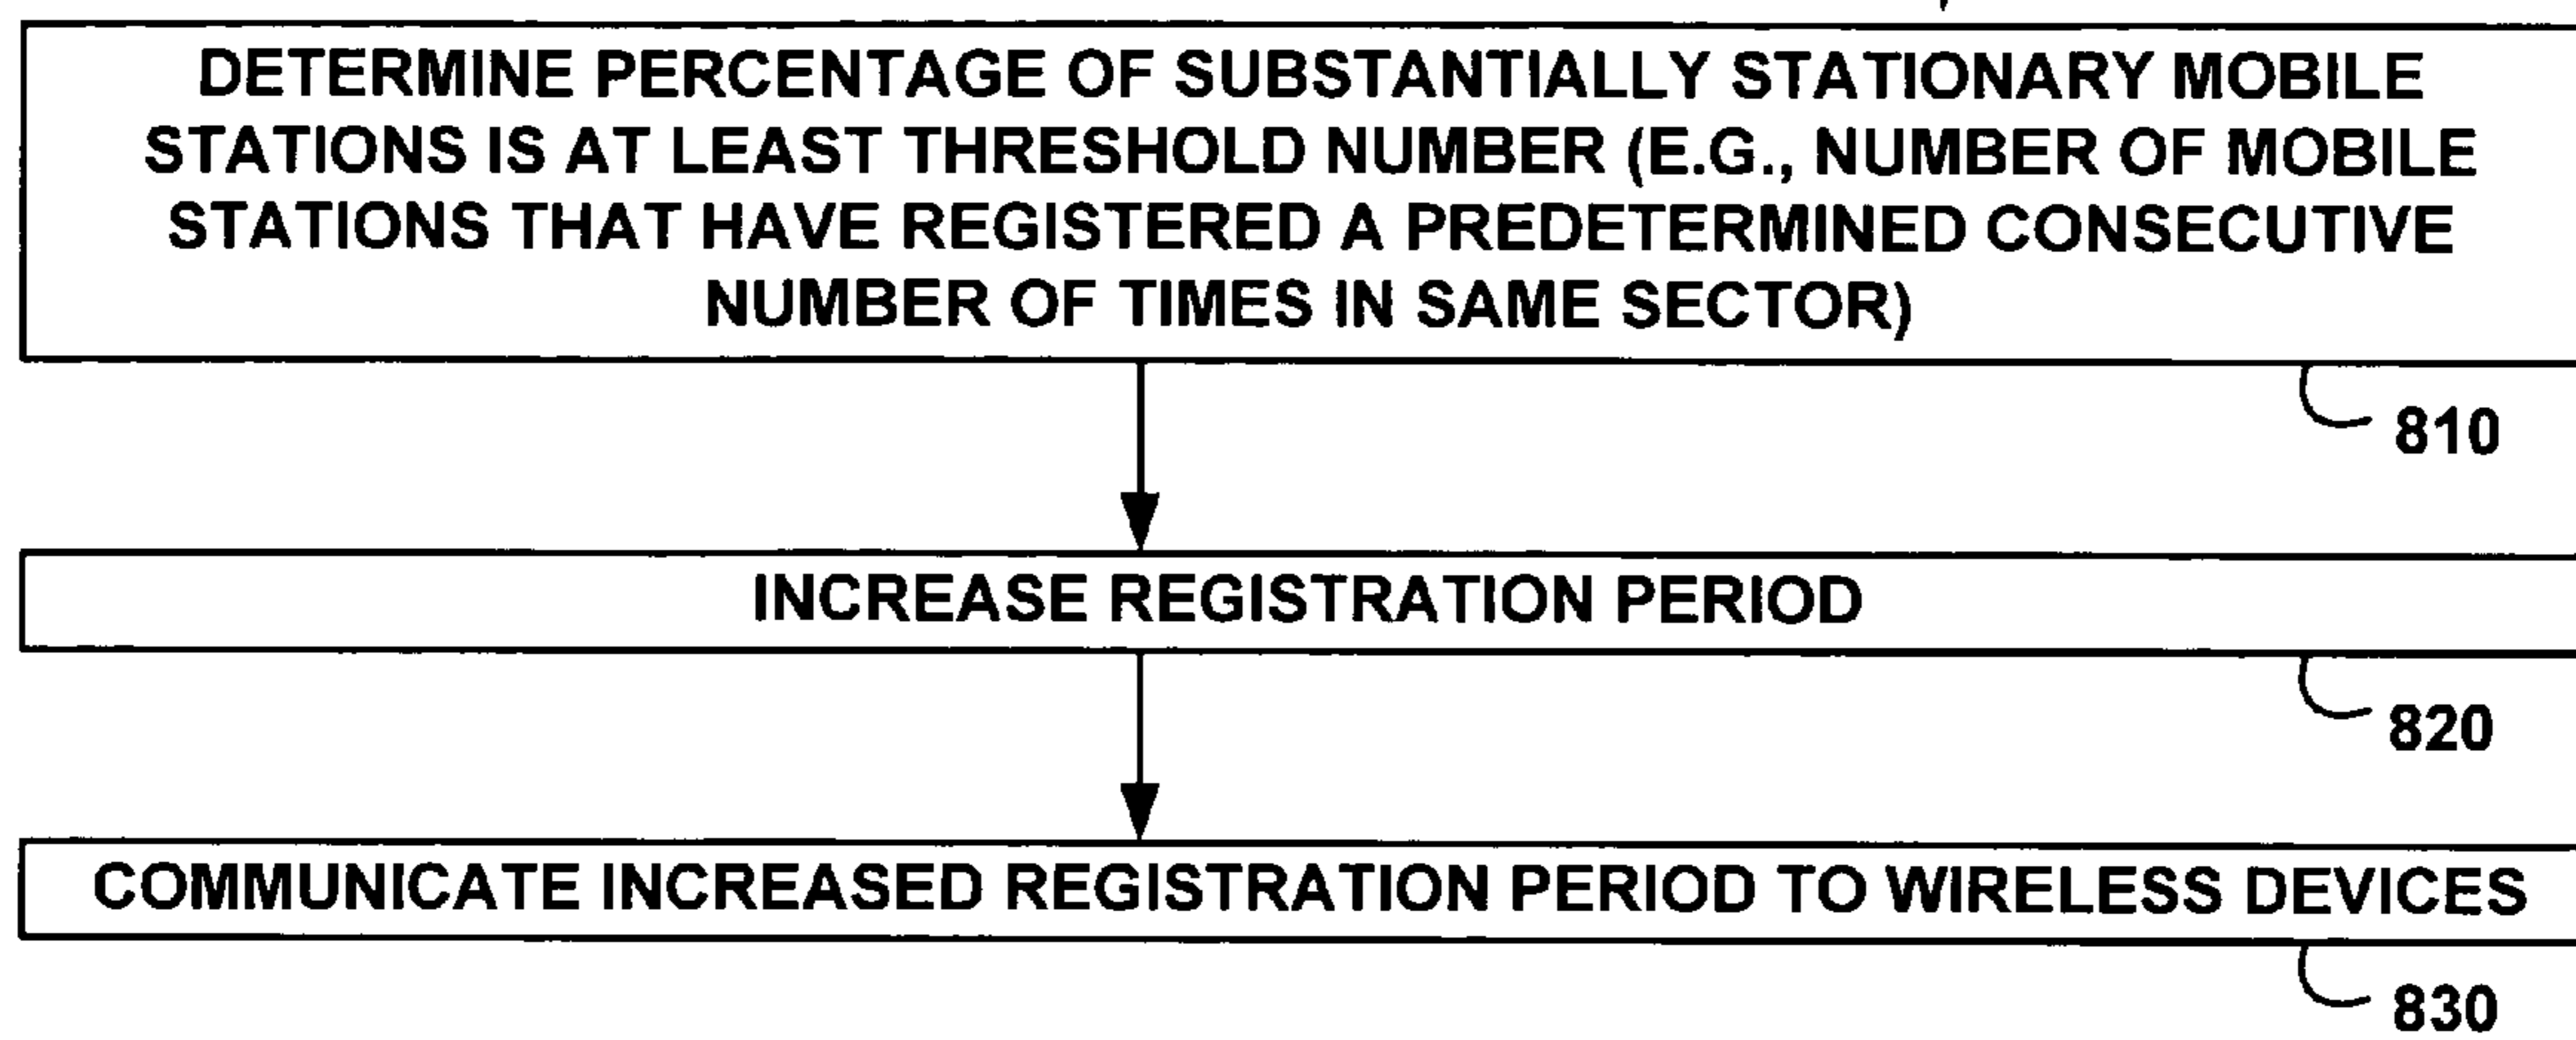 DETERMINE PERCENTAGE OF SUBSTANTIALLY STATIONARY MOBILE
STATIONS IS AT LEAST THRESHOLD NUMBER (E.G., NUMBER OF MOBILE
STATIONS THAT HAVE REGISTERED A PREDETERMINED CONSECUTIVE
NUMBER OF TIMES IN SAME SECTOR)
810
INCREASE REGISTRATION PERIOD
820
COMMUNICATE INCREASED REGISTRATION PERIOD TO WIRELESS DEVICES
830